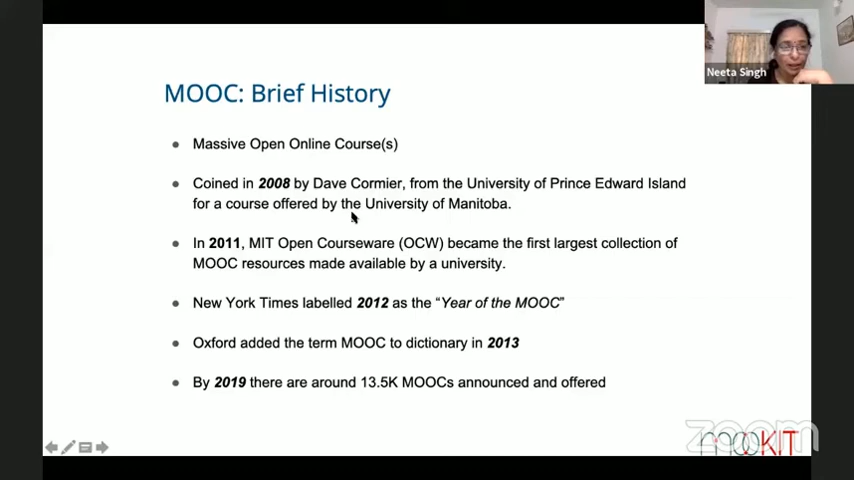 Neeta Singh
MOOC: Brief History
Massive Open Online Course(s)
Coined in 2008 by Dave Cormier, from the University of Prince Edward Island
for a course offered by the University of Manitoba.
In 2011, MIT Open Courseware (OCW) became the first largest collection of
MOOC resources made available by a university.
New York Times labelled 2012 as the “Year of the MOOC”
Oxford added the term MOOC to dictionary in 2013
By 2019 there are around 13.5K MOOCs announced and offered
zoom
mooKIT